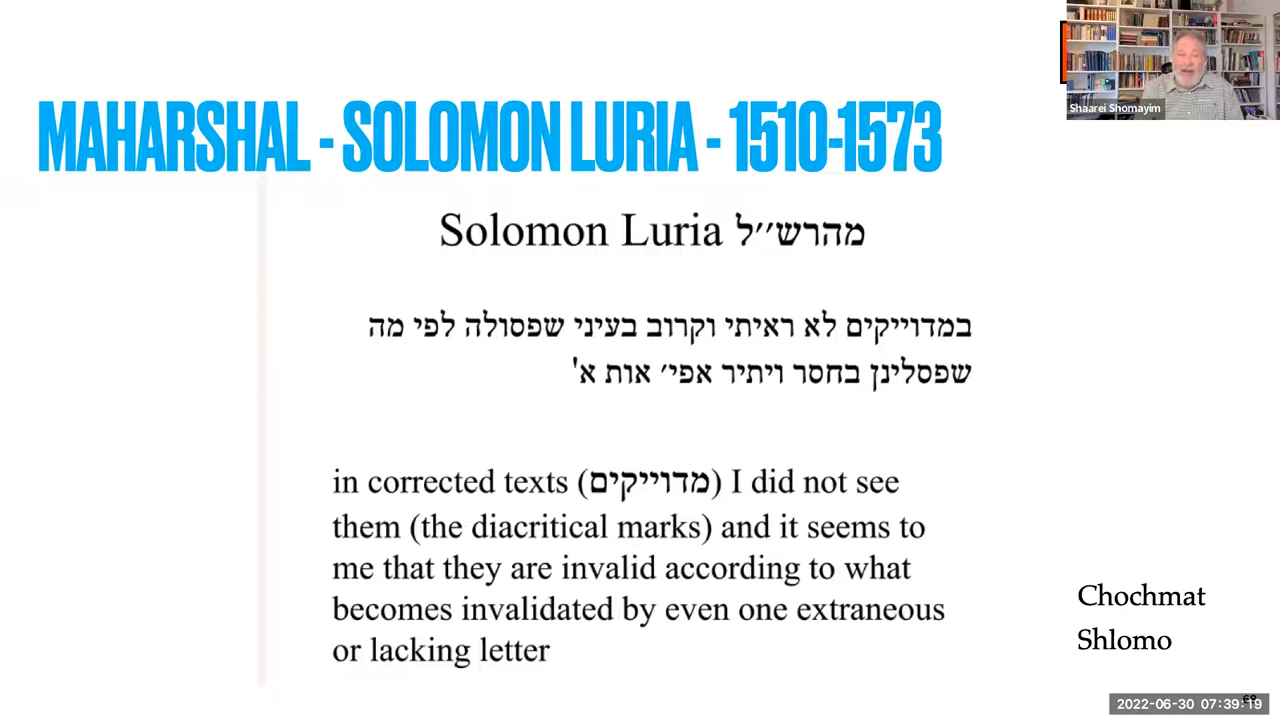 Shaarei Shomayim
MAHARSHAL - SOLOMON LURIA - 1510-1573
Solomon Luria מהרש׳׳ל
במדוייקים לא ראיתי וקרוב בעיני שפסולה לפי מה
שפסלינן בחסר ויתיר אפי׳ אות א'
in corrected texts (מדוייקים) I did not see
them (the diacritical marks) and it seems to
me that they are invalid according to what
becomes invalidated by even one extraneous
or lacking letter
Chochmat
Shlomo
2022-06-30 07:39:19